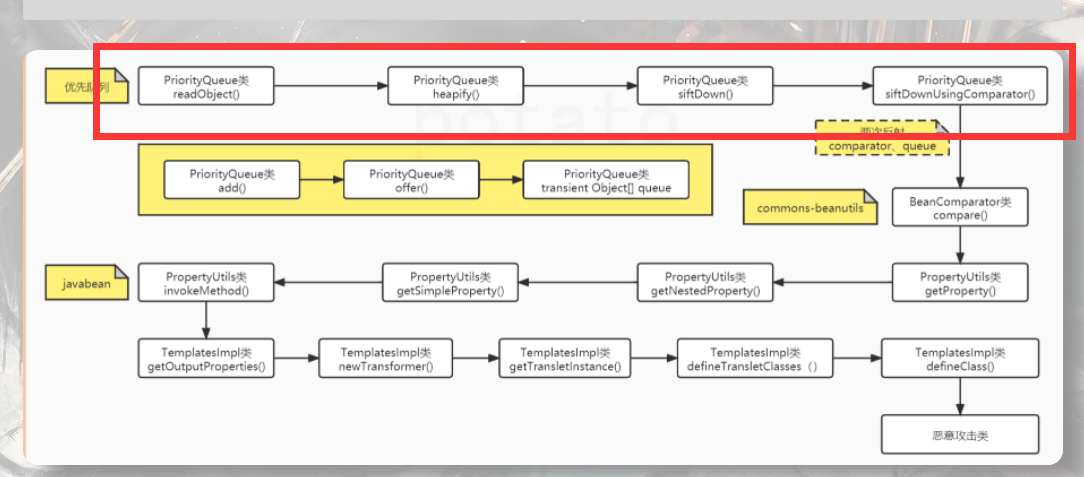 优先队列
PriorityQueue类
readObject()
PriorityQueue类
heapify()
PriorityQueue类
siftDown()
PriorityQueue类
siftDownUsingComparator()
potato
两次反射
comparator、queue
PriorityQueue类
add()
PriorityQueue类
offer()
PriorityQueue类
transient Object[] queue
commons-beanutils
BeanComparator类
compare()
javabean
PropertyUtils类
invokeMethod()
PropertyUtils类
getSimpleProperty()
PropertyUtils类
getNestedProperty()
PropertyUtils类
getProperty()
TemplatesImpl类
getOutputProperties()
TemplatesImpl类
newTransformer()
TemplatesImpl类
getTransletInstance()
TemplatesImpl类
defineTransletClasses（）
TemplatesImpl类
defineClass()
恶意攻击类